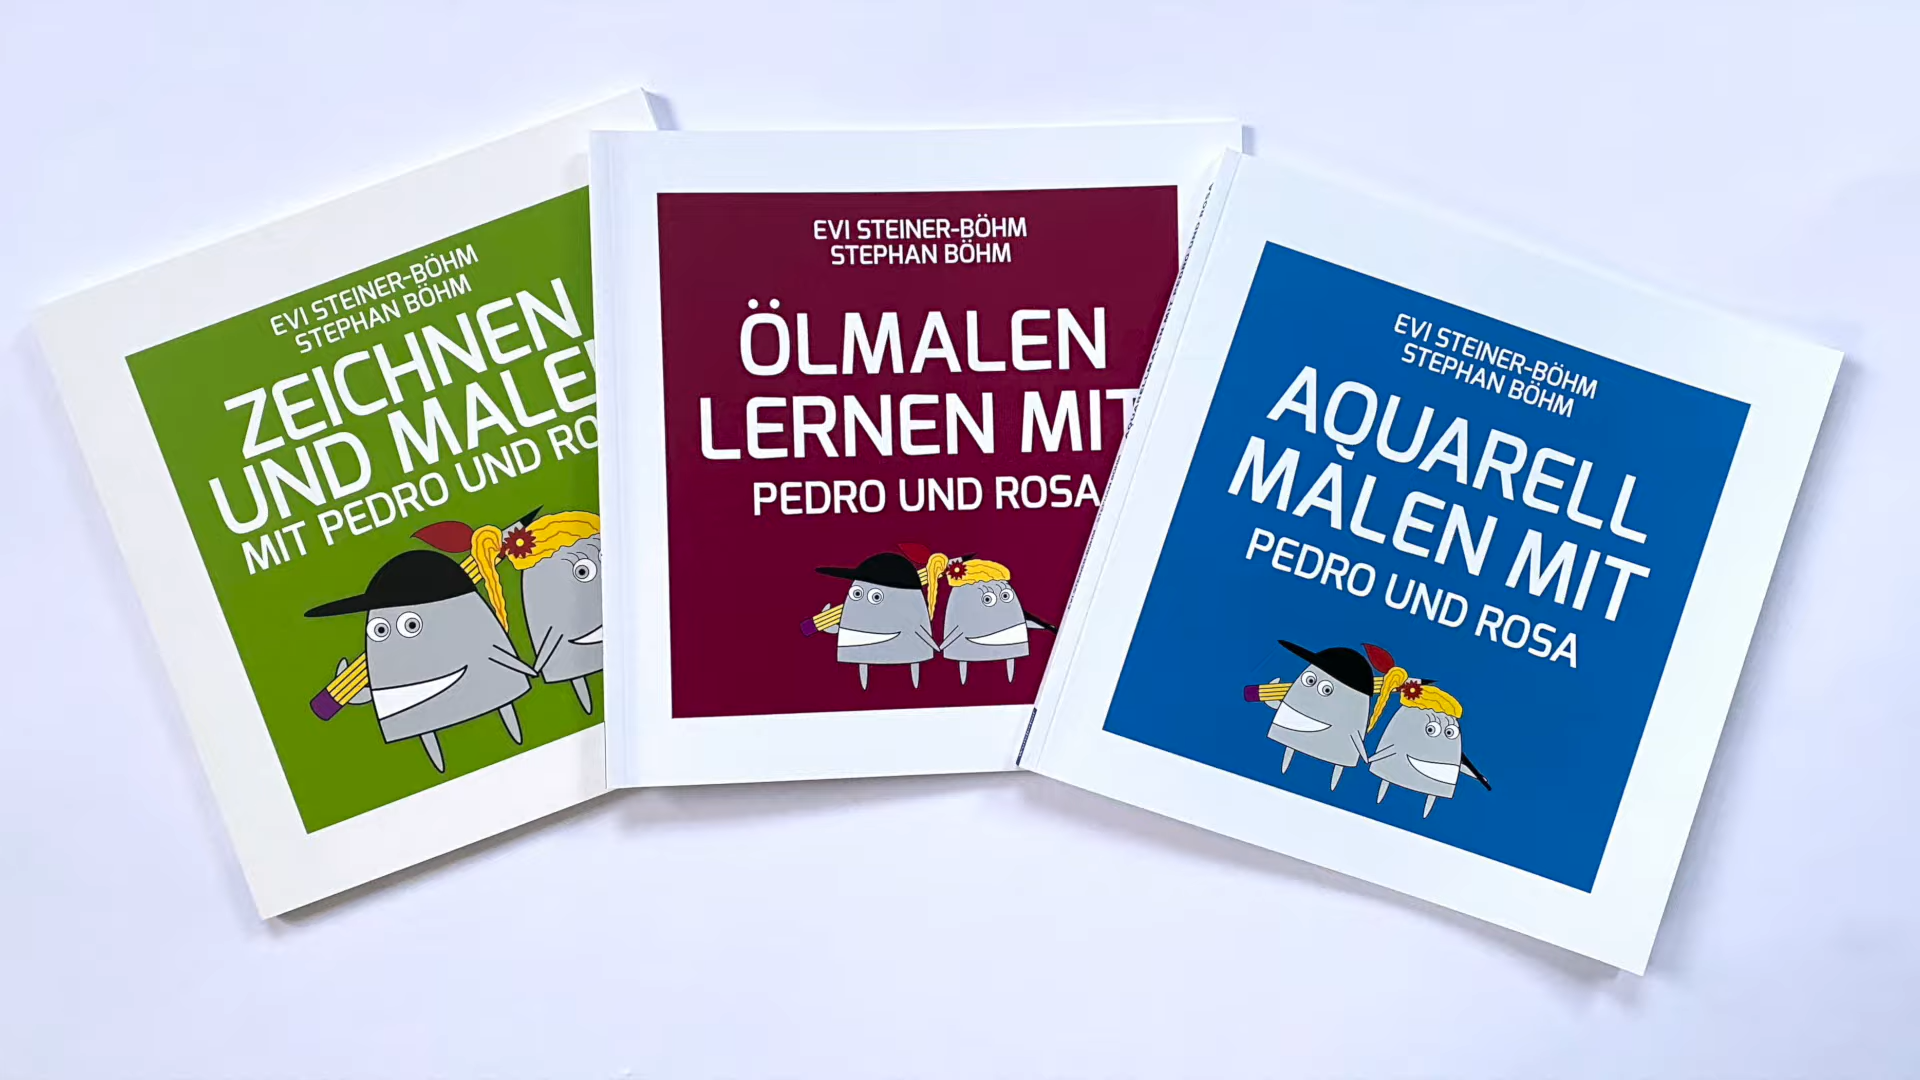 EVI STEINER-BÖHM
STEPHAN BÖHM
ZEICHNEN
UND MALE
MIT PEDRO UND RO
EVI STEINER-BÖHM
STEPHAN BÖHM
ÖLMALEN
LERNEN MIT
PEDRO UND ROSA
EVI STEINER-BÖHM
STEPHAN BÖHM
AQUARELL
MALEN MIT
PEDRO UND ROSA